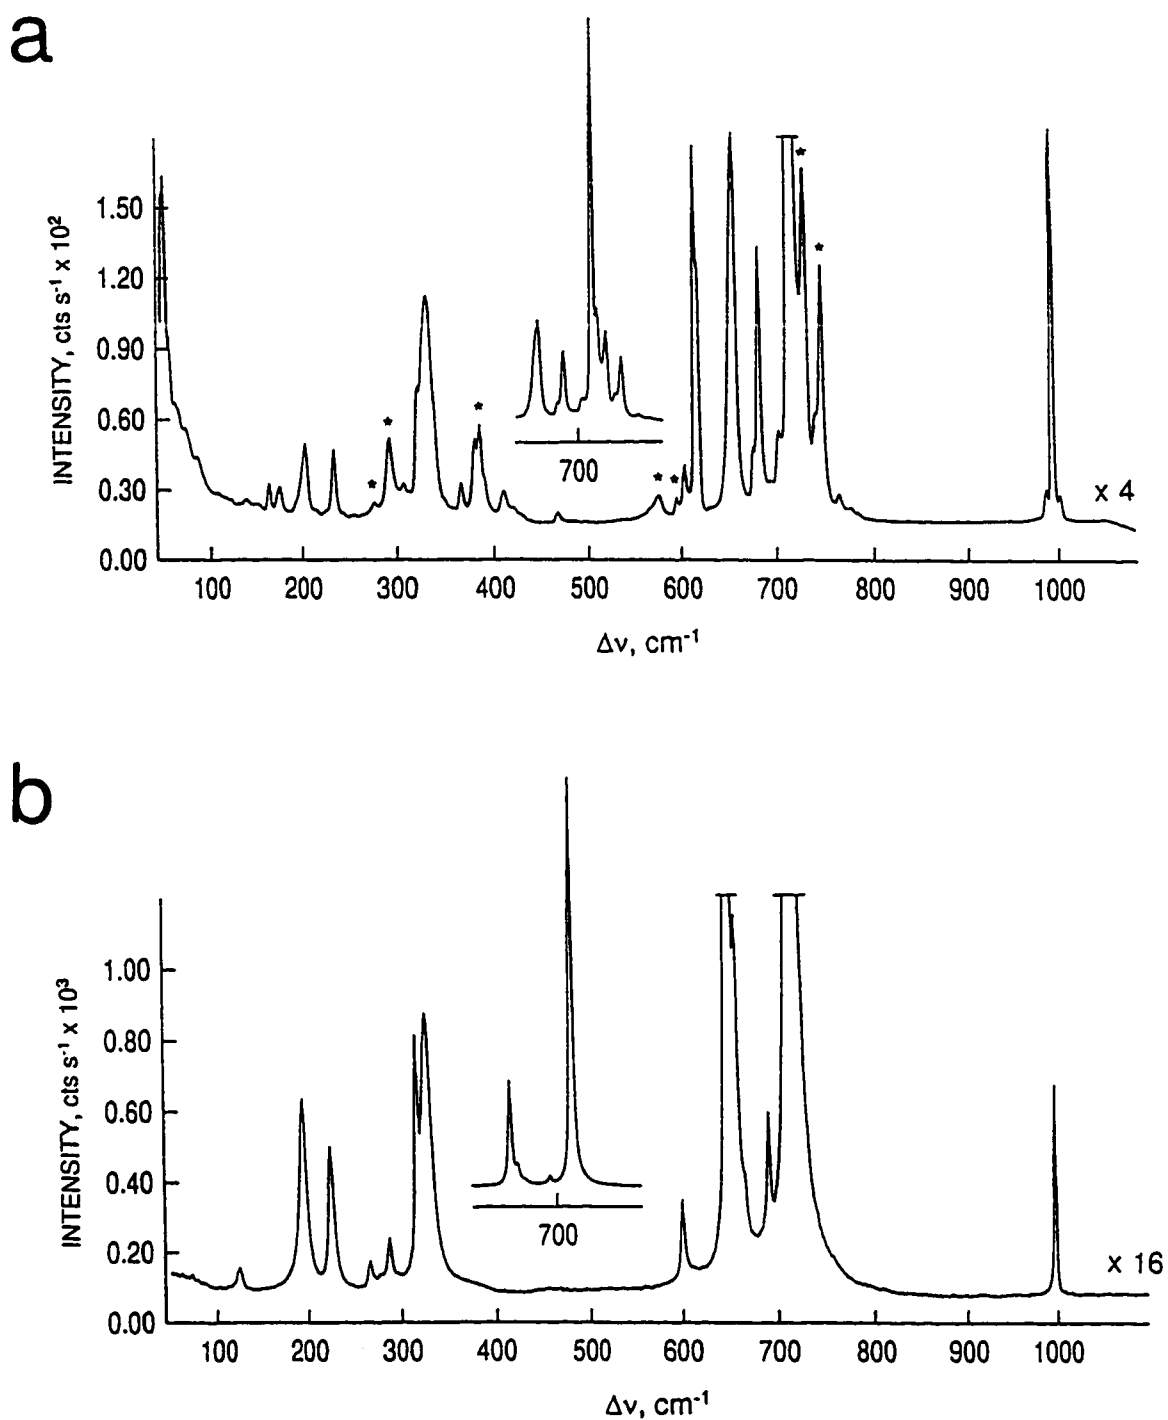 a
INTENSITY, cts s⁻¹ x 10²
1.50
1.20
0.90
0.60
0.30
0.00
* * * * * * *
700
x 4
100 200 300 400 500 600 700 800 900 1000
Δν, cm⁻¹
b
INTENSITY, cts s⁻¹ x 10³
1.00
0.80
0.60
0.40
0.20
0.00
700
x 16
100 200 300 400 500 600 700 800 900 1000
Δν, cm⁻¹